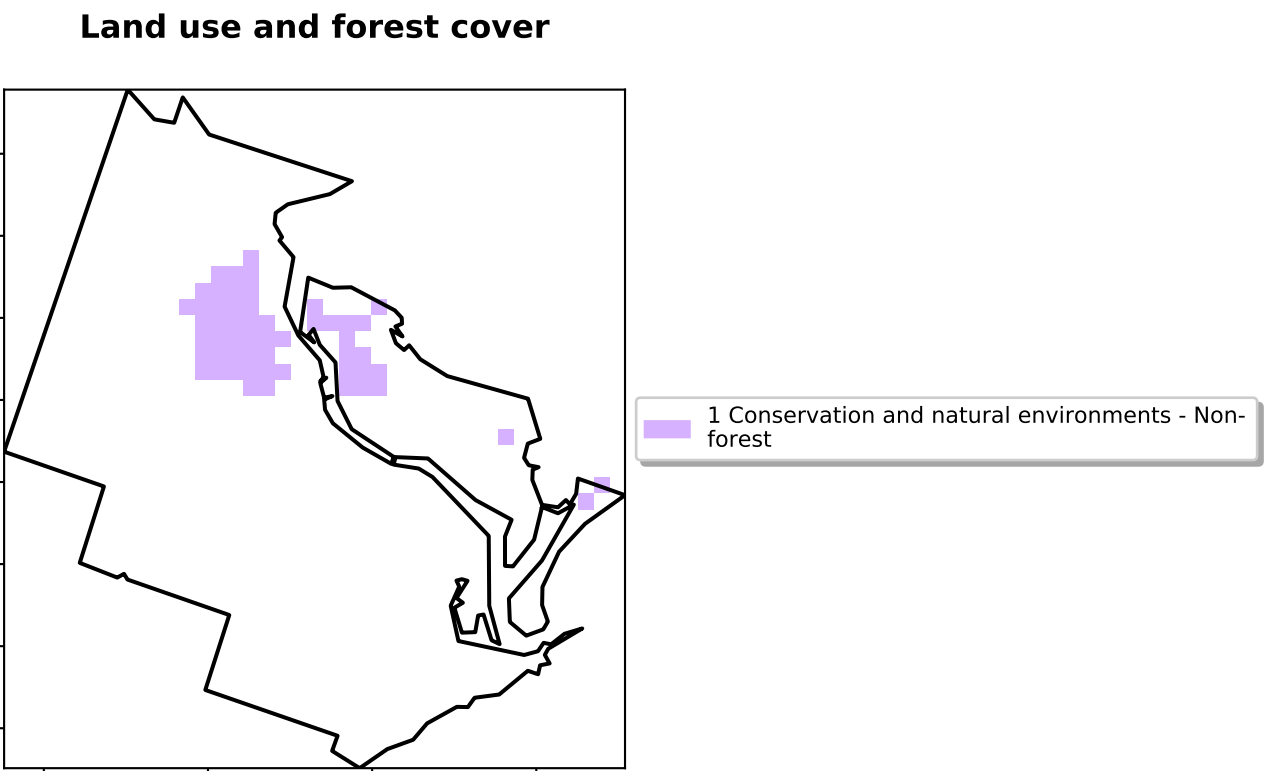 Land use and forest cover
1 Conservation and natural environments - Non-
forest